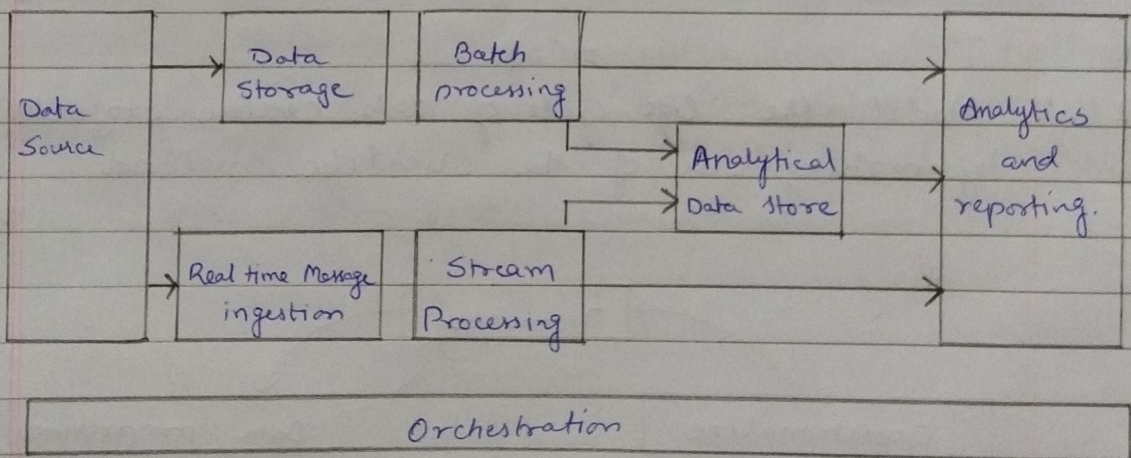 Data
Source
Data
Storage
Batch
processing
Real time Message
ingestion
Stream
Processing
Analytical
Data store
Analytics
and
reporting.
Orchestration